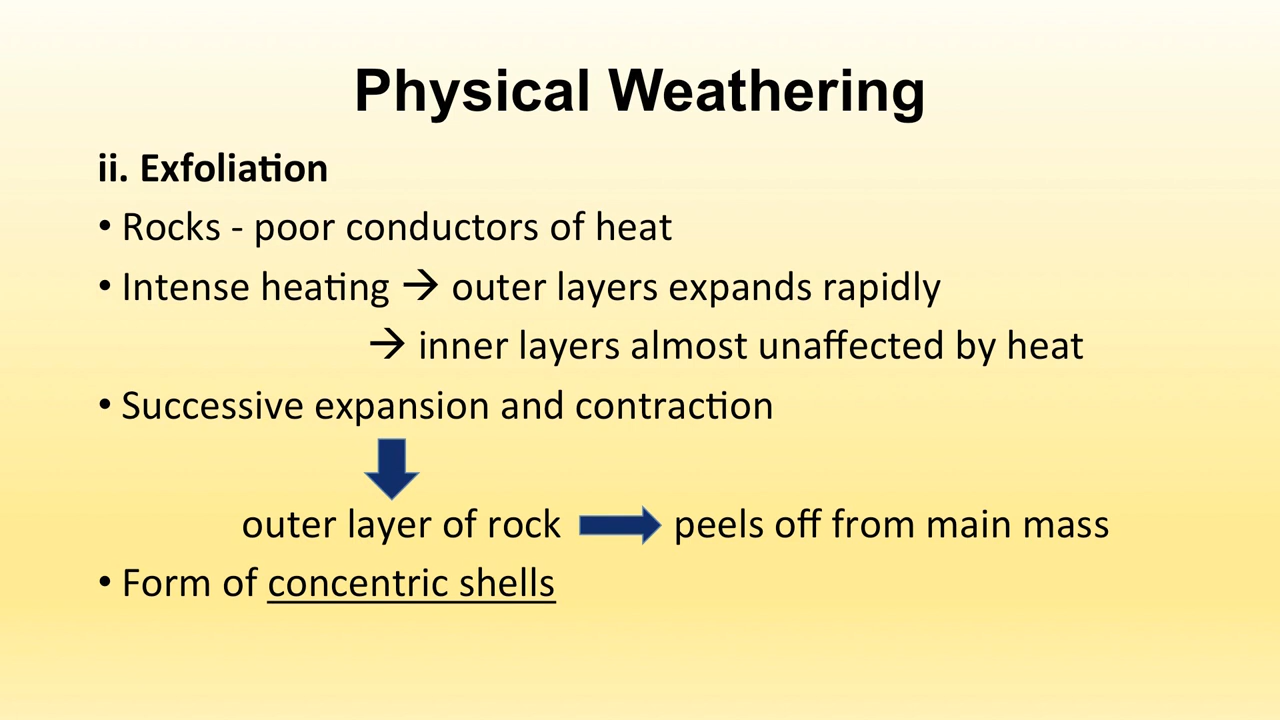 Physical Weathering
ii. Exfoliation
• Rocks - poor conductors of heat
• Intense heating → outer layers expands rapidly
→ inner layers almost unaffected by heat
• Successive expansion and contraction
outer layer of rock peels off from main mass
• Form of concentric shells